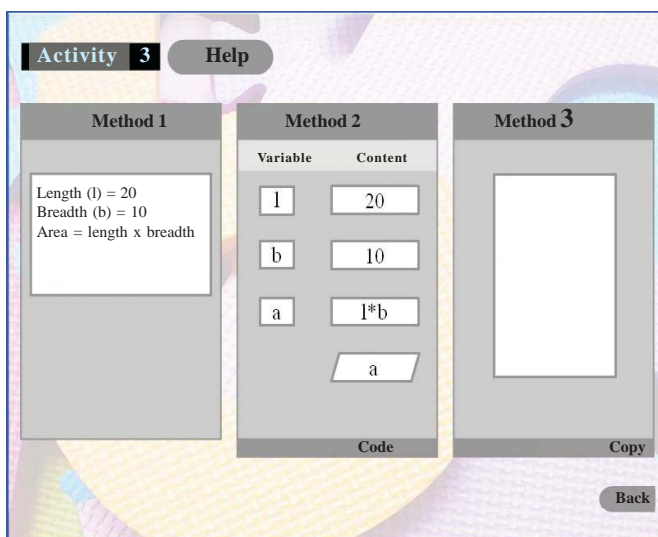 Activity 3 Help
Method 1
Length (l) = 20
Breadth (b) = 10
Area = length x breadth
Method 2
Variable Content
l 20
b 10
a l*b
a
Code
Method 3
Copy
Back